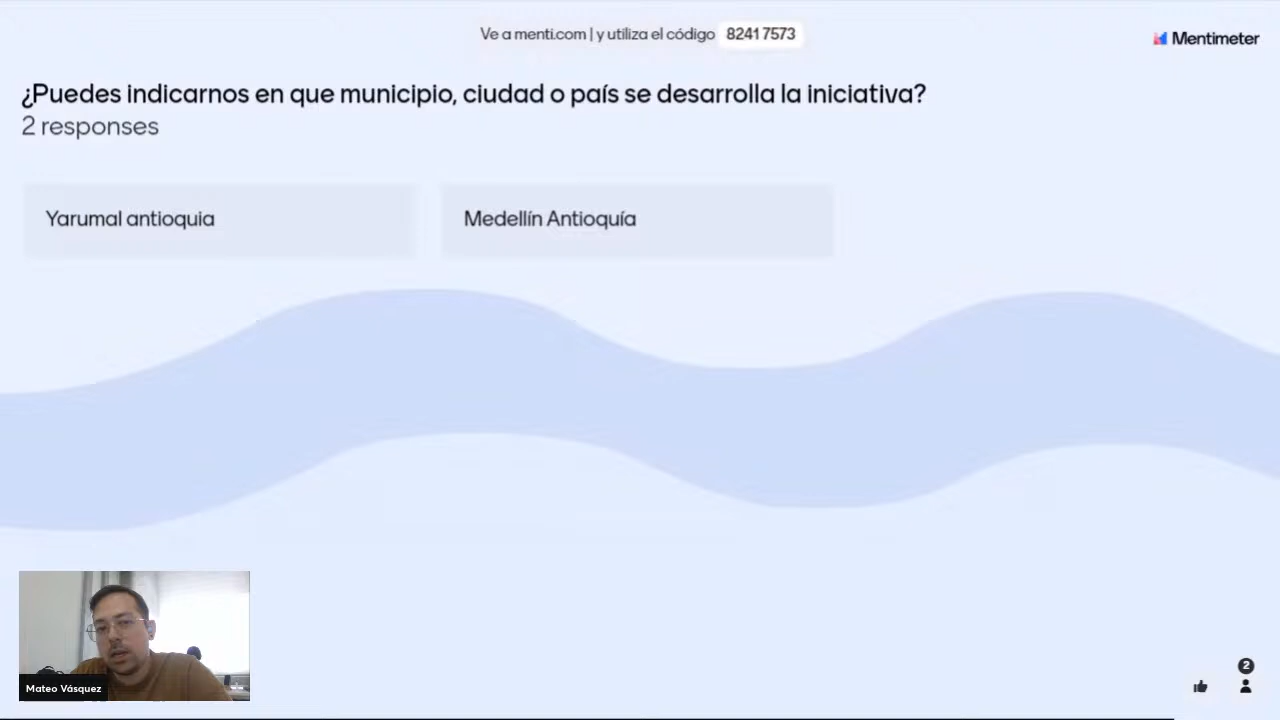 Ve a menti.com | y utiliza el código 8241 7573
Mentimeter
¿Puedes indicarnos en que municipio, ciudad o país se desarrolla la iniciativa?
2 responses
Yarumal antioquia
Medellín Antioquía
Mateo Vásquez
2